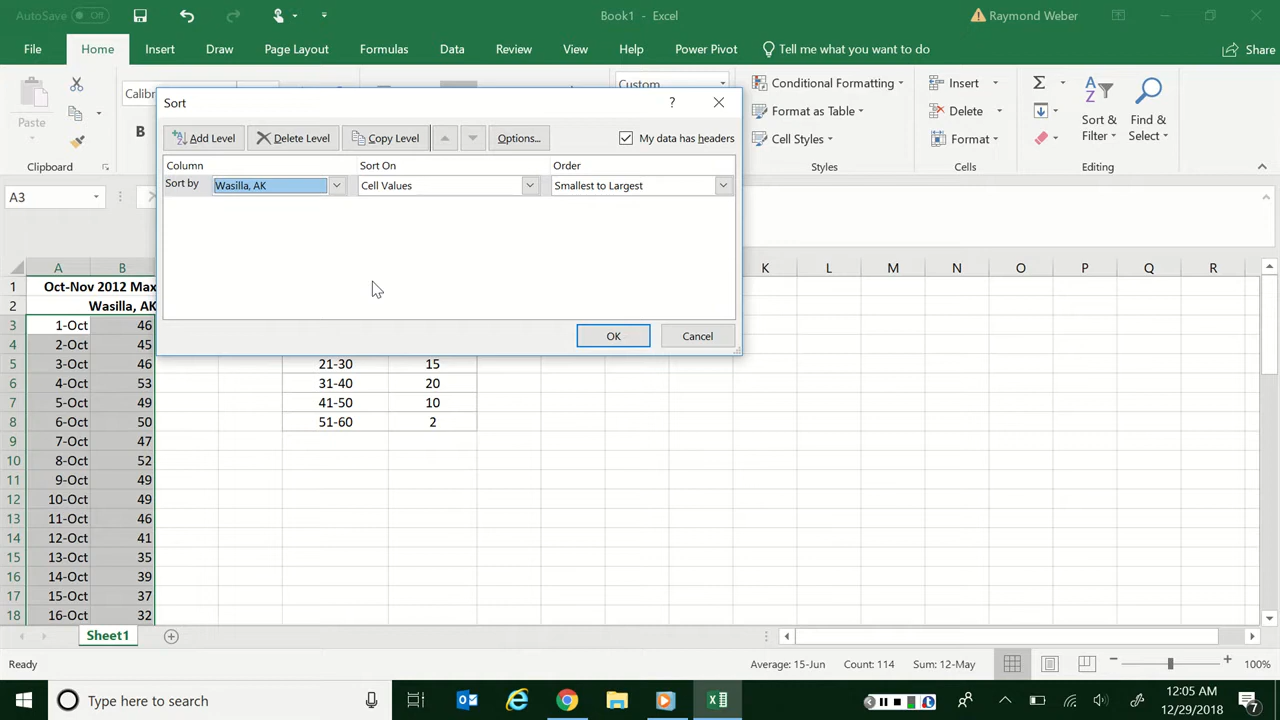 AutoSave Off Book1 - Excel Raymond Weber
File Home Insert Draw Page Layout Formulas Data Review View Help Power Pivot Tell me what you want to do Share
Paste
Clipboard
Calibri
B
Custom
Conditional Formatting
Format as Table
Cell Styles
Styles
Insert
Delete
Format
Cells
Sort & Filter
Find & Select
Editing
Sort ?
Add Level Delete Level Copy Level Options... My data has headers
Column Sort On Order
Sort by Wasilla, AK Cell Values Smallest to Largest
OK Cancel
A3
A B K L M N O P Q R
1 Oct-Nov 2012 Max
2 Wasilla, AK
3 1-Oct 46
4 2-Oct 45
5 3-Oct 46 21-30 15
6 4-Oct 53 31-40 20
7 5-Oct 49 41-50 10
8 6-Oct 50 51-60 2
9 7-Oct 47
10 8-Oct 52
11 9-Oct 49
12 10-Oct 49
13 11-Oct 46
14 12-Oct 41
15 13-Oct 35
16 14-Oct 39
17 15-Oct 37
18 16-Oct 32
Sheet1
Ready Average: 15-Jun Count: 114 Sum: 12-May 100%
Type here to search 12:05 AM
12/29/2018 7